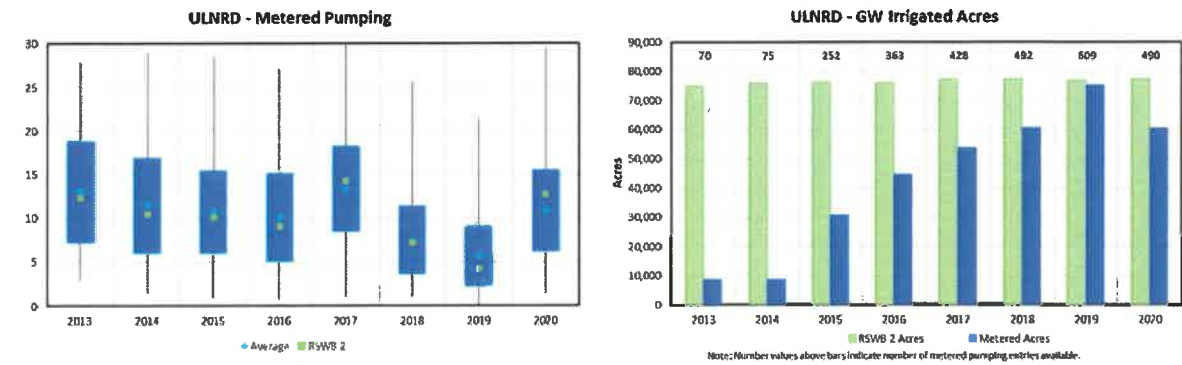 ULNRD - Metered Pumping
30
25
20
15
10
5
0
2013 2014 2015 2016 2017 2018 2019 2020
Average RSWB 2
ULNRD - GW Irrigated Acres
90,000
80,000
70,000
60,000
50,000
40,000
30,000
20,000
10,000
0
Acres
70 75 252 363 428 492 609 490
2013 2014 2015 2016 2017 2018 2019 2020
RSWB 2 Acres Metered Acres
Note: Number values above bars indicate number of metered pumping entries available.